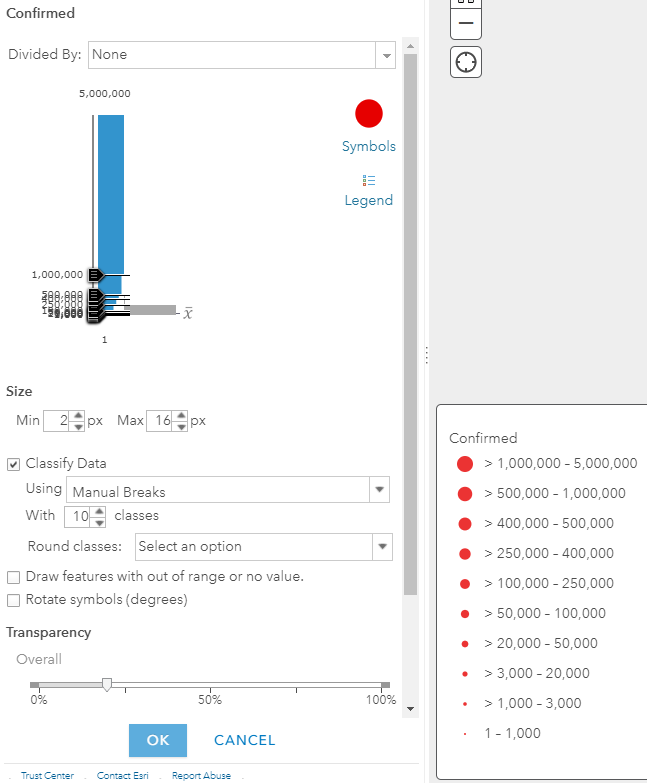 Confirmed
Divided By: None
5,000,000
Symbols
Legend
1,000,000
500,000
400,000
250,000
x̅
1
Size
Min 2 px Max 16 px
Classify Data
Using Manual Breaks
With 10 classes
Round classes: Select an option
Draw features with out of range or no value.
Rotate symbols (degrees)
Transparency
Overall
0% 50% 100%
OK CANCEL
Trust Center . Contact Esri . Report Abuse .
Confirmed
> 1,000,000 - 5,000,000
> 500,000 - 1,000,000
> 400,000 - 500,000
> 250,000 - 400,000
> 100,000 - 250,000
> 50,000 - 100,000
> 20,000 - 50,000
> 3,000 - 20,000
> 1,000 - 3,000
1 - 1,000